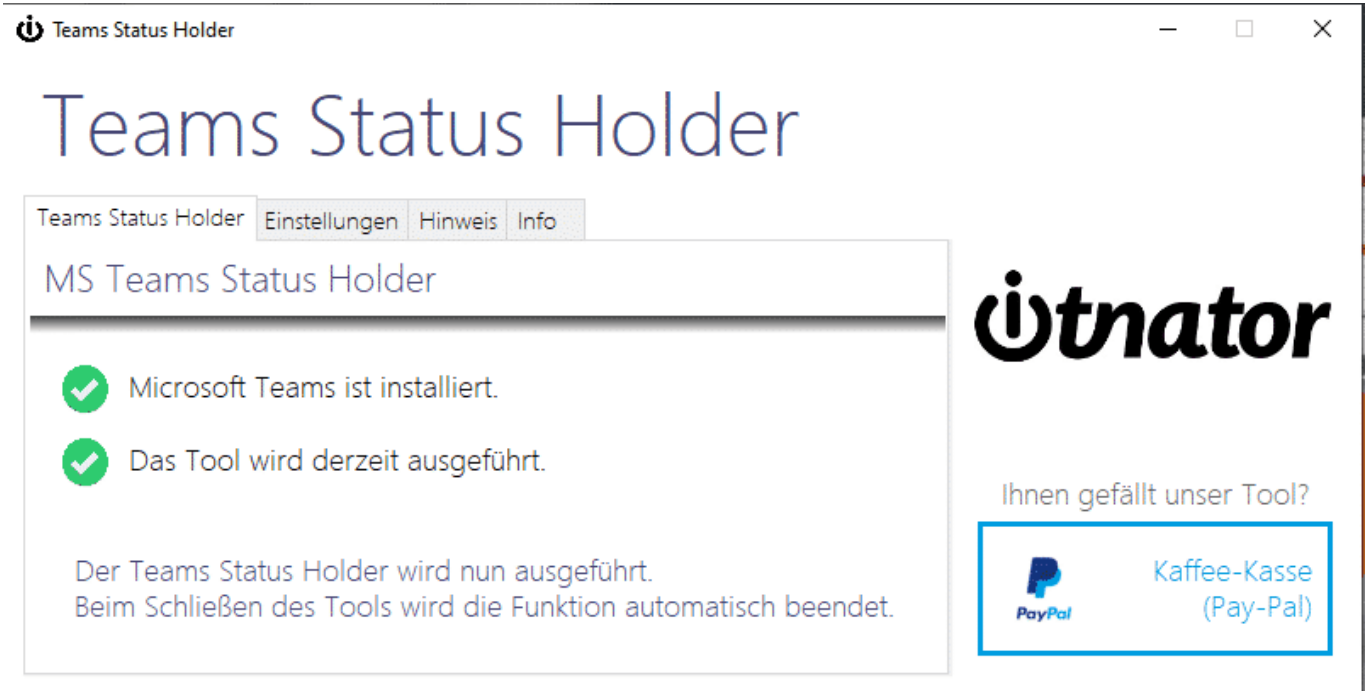 Teams Status Holder
Teams Status Holder
Teams Status Holder
Einstellungen
Hinweis
Info
MS Teams Status Holder
Microsoft Teams ist installiert.
Das Tool wird derzeit ausgeführt.
Der Teams Status Holder wird nun ausgeführt.
Beim Schließen des Tools wird die Funktion automatisch beendet.
itnator
Ihnen gefällt unser Tool?
PayPal
Kaffee-Kasse
(Pay-Pal)